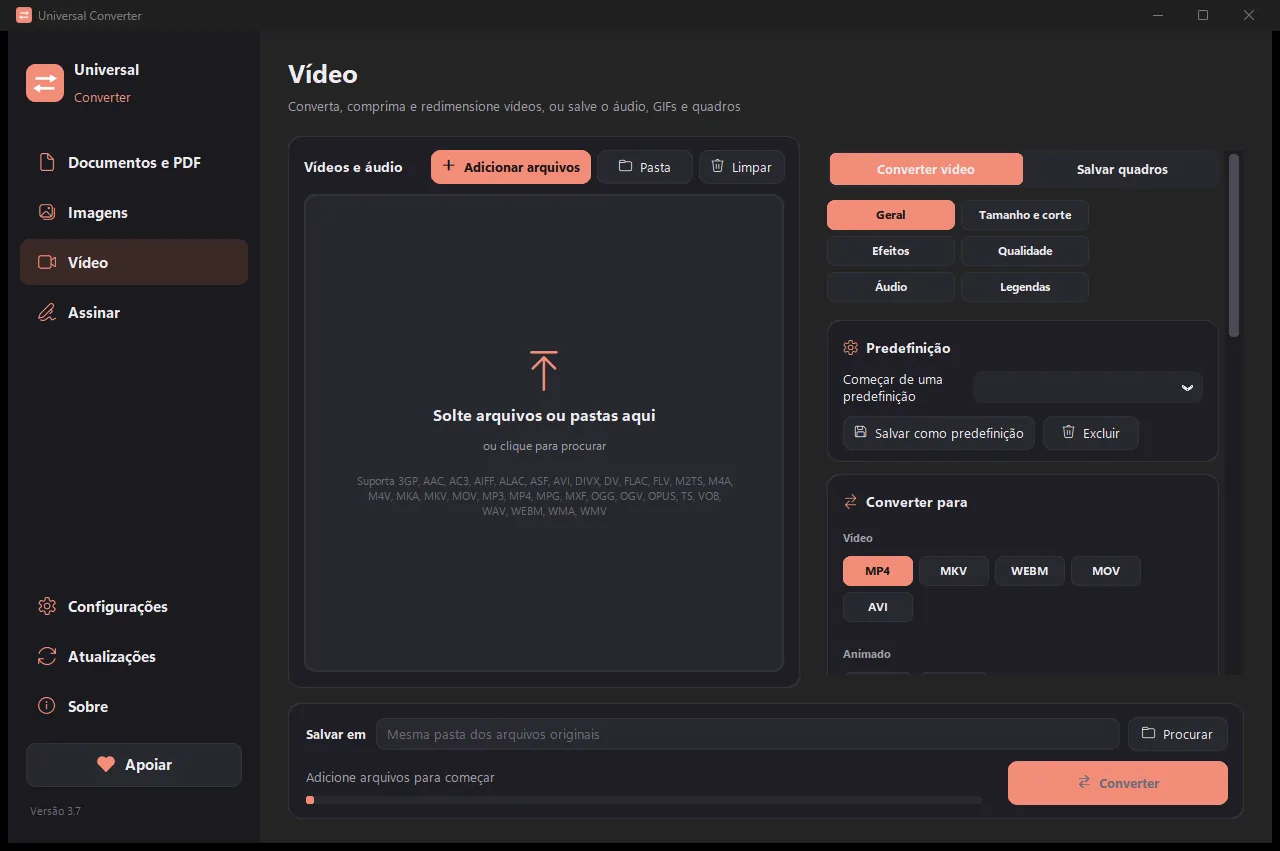 Universal Converter
Universal
Converter
Documentos e PDF
Imagens
Vídeo
Assinar
Configurações
Atualizações
Sobre
Apoiar
Versão 3.7
Vídeo
Converta, comprima e redimensione vídeos, ou salve o áudio, GIFs e quadros
Vídeos e áudio
Adicionar arquivos
Pasta
Limpar
Solte arquivos ou pastas aqui
ou clique para procurar
Suporta 3GP, AAC, AC3, AIFF, ALAC, ASF, AVI, DIVX, DV, FLAC, FLV, M2TS, M4A,
M4V, MKA, MKV, MOV, MP3, MP4, MPG, MXF, OGG, OGV, OPUS, TS, VOB,
WAV, WEBM, WMA, WMV
Converter vídeo
Salvar quadros
Geral
Tamanho e corte
Efeitos
Qualidade
Áudio
Legendas
Predefinição
Começar de uma
predefinição
Salvar como predefinição
Excluir
Converter para
Vídeo
MP4
MKV
WEBM
MOV
AVI
Animado
Salvar em
Mesma pasta dos arquivos originais
Procurar
Adicione arquivos para começar
Converter